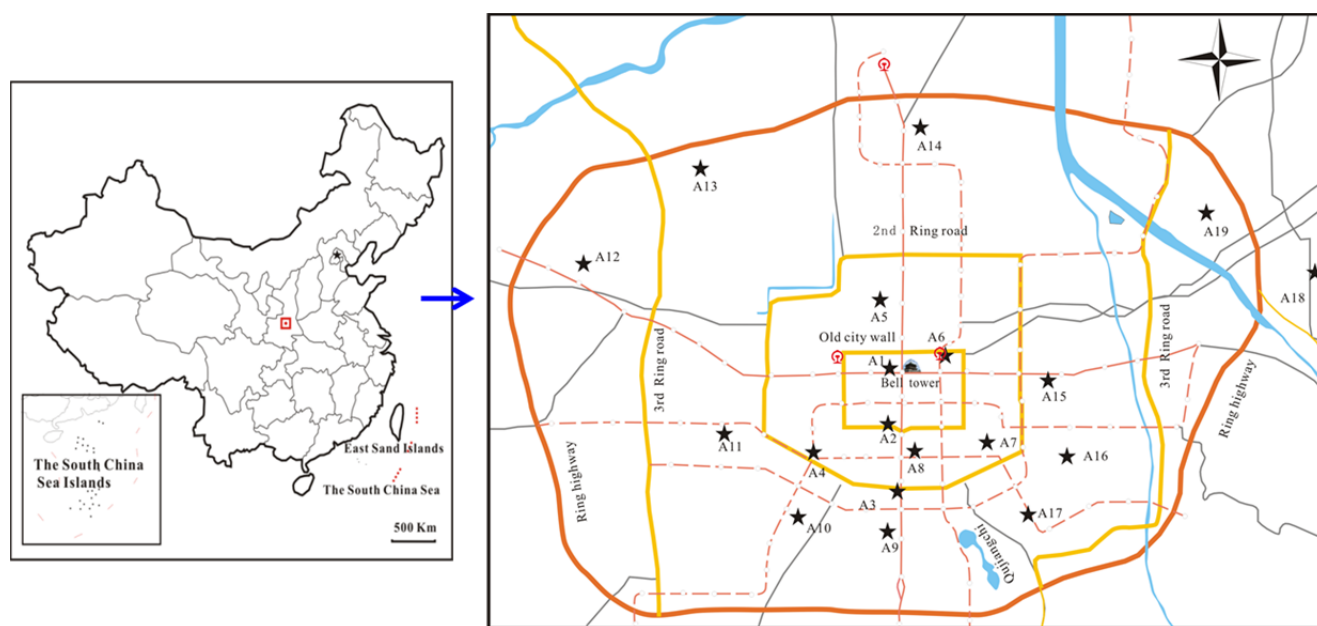 East Sand Islands
The South China
Sea Islands
The South China Sea
500 Km
A14
A13
A19
2nd Ring road
A12
A18
A5
Old city wall
A6
3rd Ring road
3rd Ring road
A1
Bell tower
A15
Ring highway
A2
A11
A7
A4
A8
A16
Ring highway
A3
A10
A17
A9
Qujiangchi